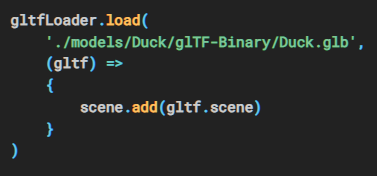 gltfLoader.load(
    './models/Duck/glTF-Binary/Duck.glb',
    (gltf) =>
    {
        scene.add(gltf.scene)
    }
)